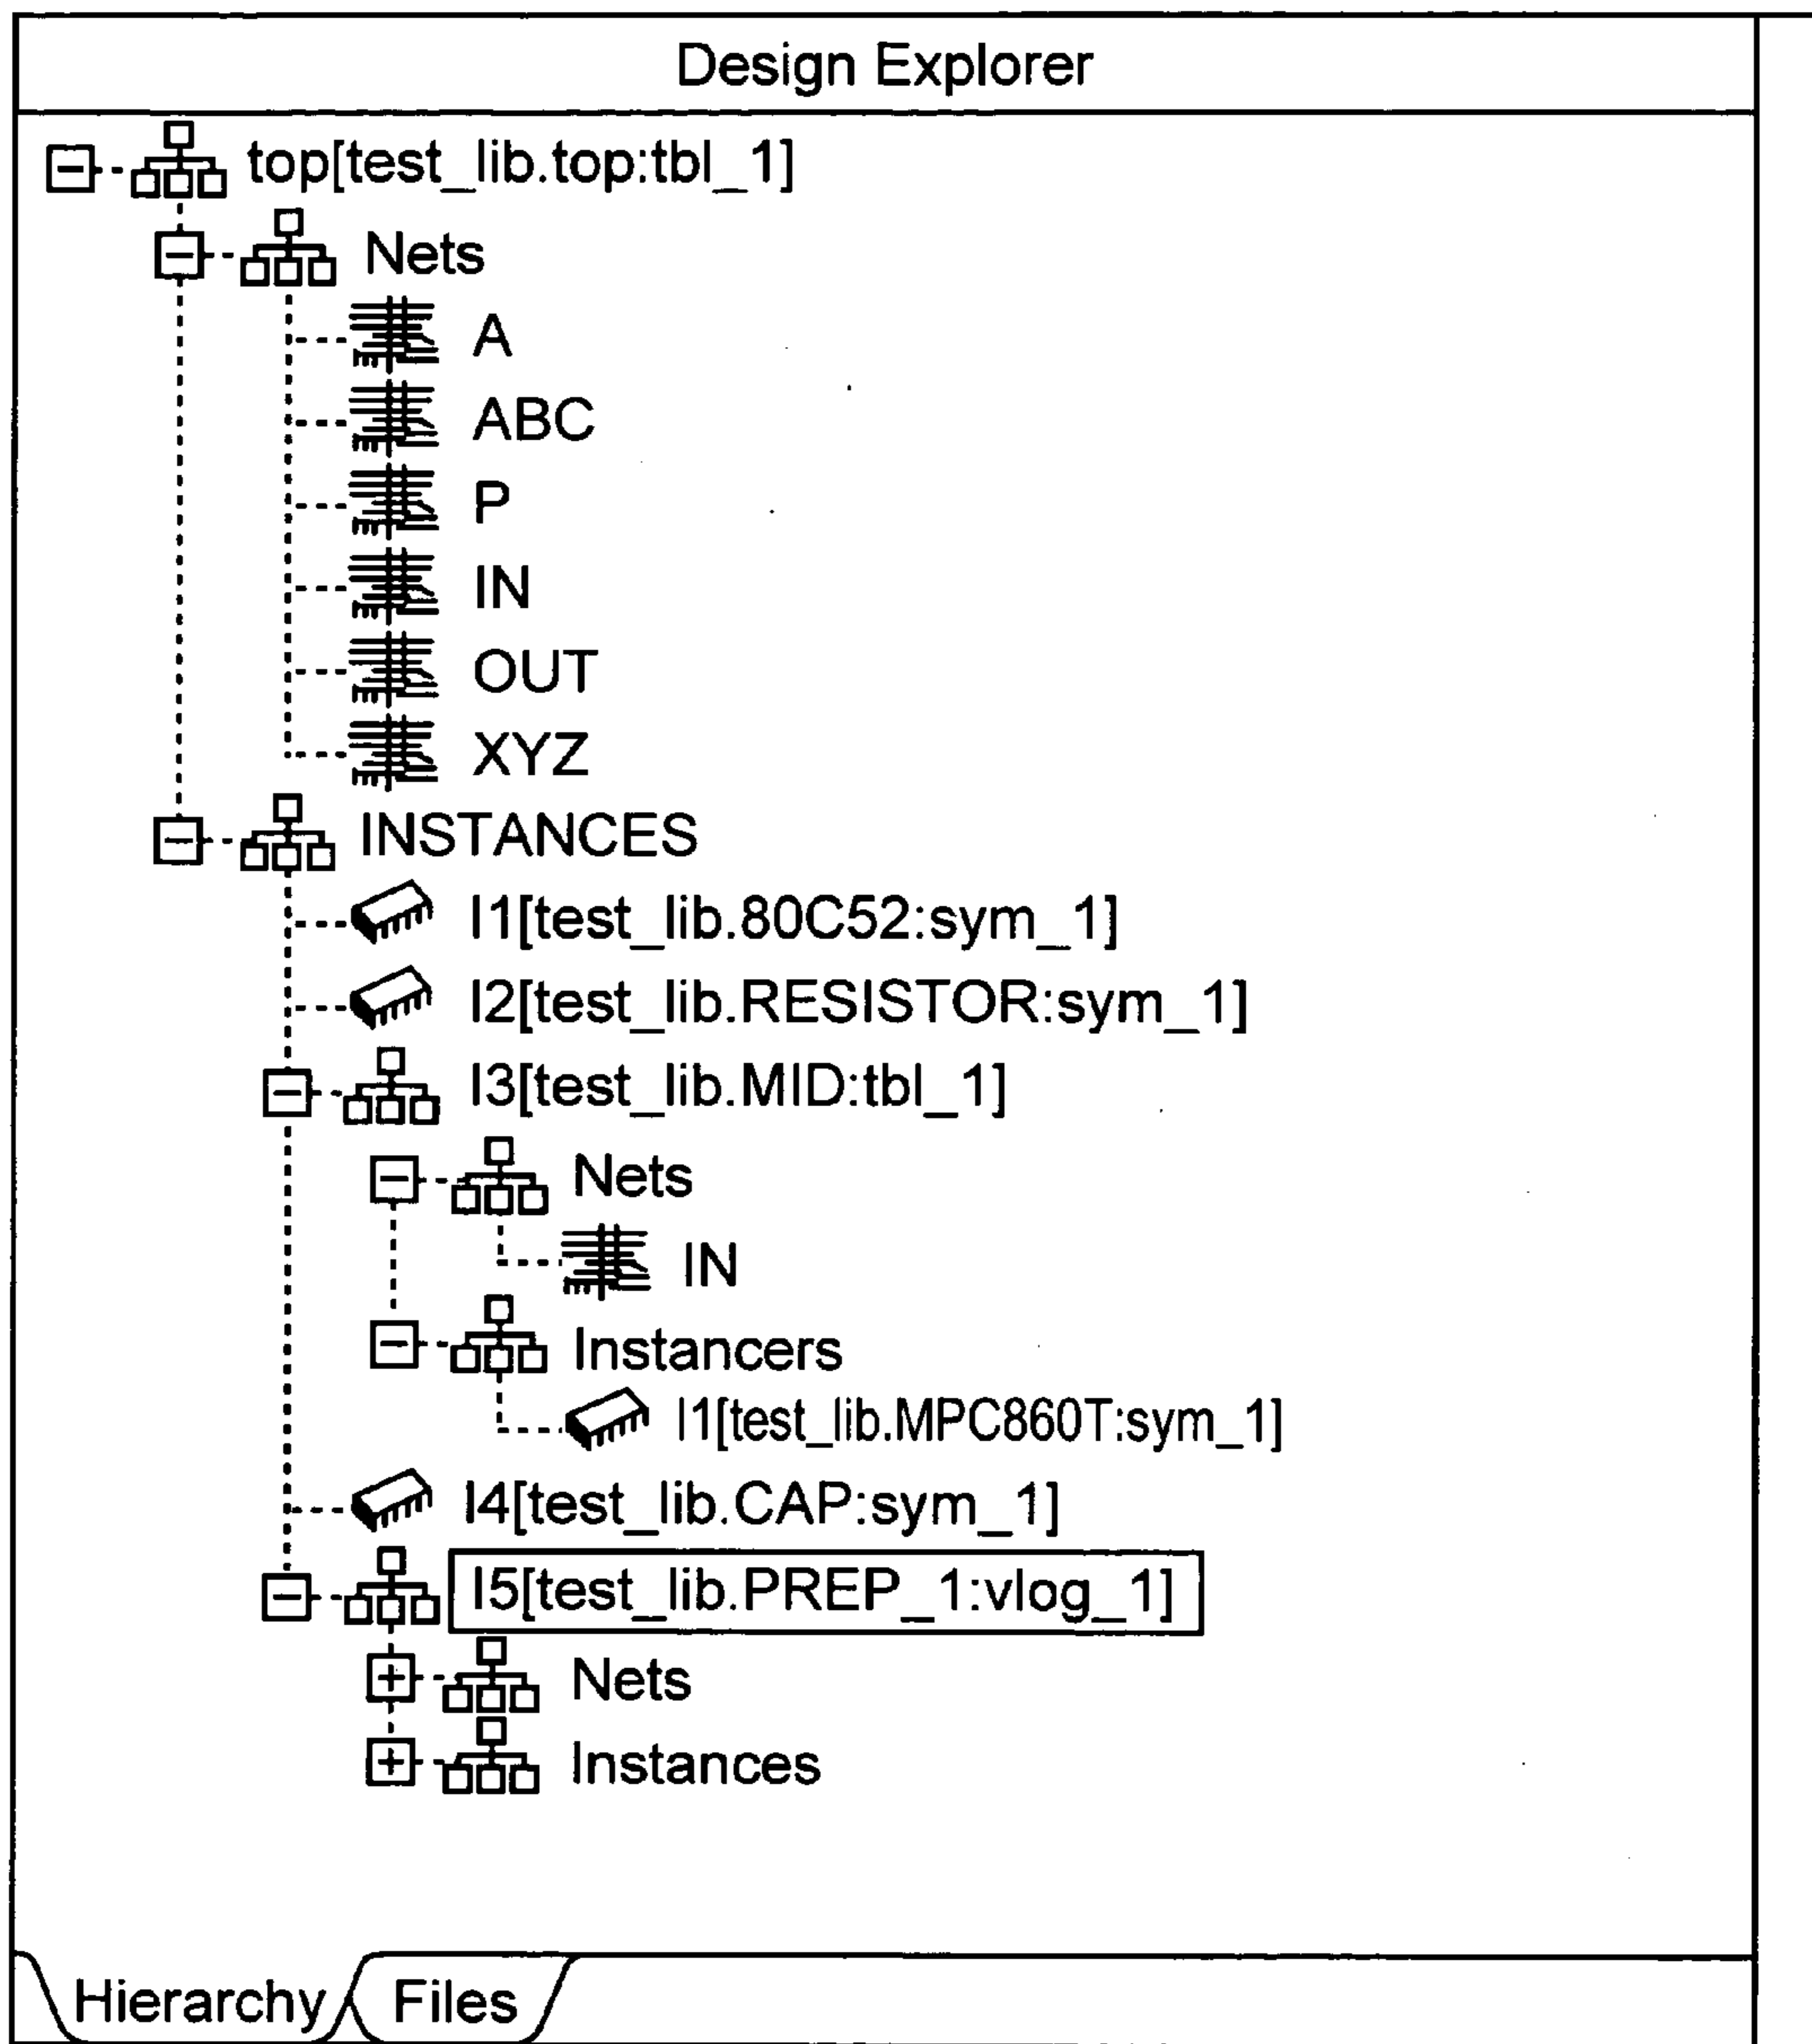 Design Explorer
top[test_lib.top:tbl_1]
Nets
A
ABC
P
IN
OUT
XYZ
INSTANCES
I1[test_lib.80C52:sym_1]
I2[test_lib.RESISTOR:sym_1]
I3[test_lib.MID:tbl_1]
Nets
IN
Instancers
I1[test_lib.MPC860T:sym_1]
I4[test_lib.CAP:sym_1]
I5[test_lib.PREP_1:vlog_1]
Nets
Instances
Hierarchy Files